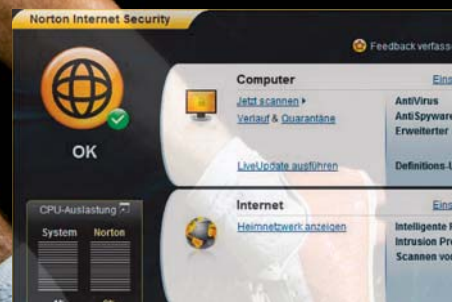 Norton Internet Security
Feedback verfass
Computer
Eins
Jetzt scannen
Verlauf & Quarantäne
AntiVirus
AntiSpyware
Erweiterter
OK
LiveUpdate ausführen
Definitions-U
CPU-Auslastung
System Norton
Internet
Eins
Heimnetzwerk anzeigen
Intelligente F
Intrusion Pre
Scannen vo